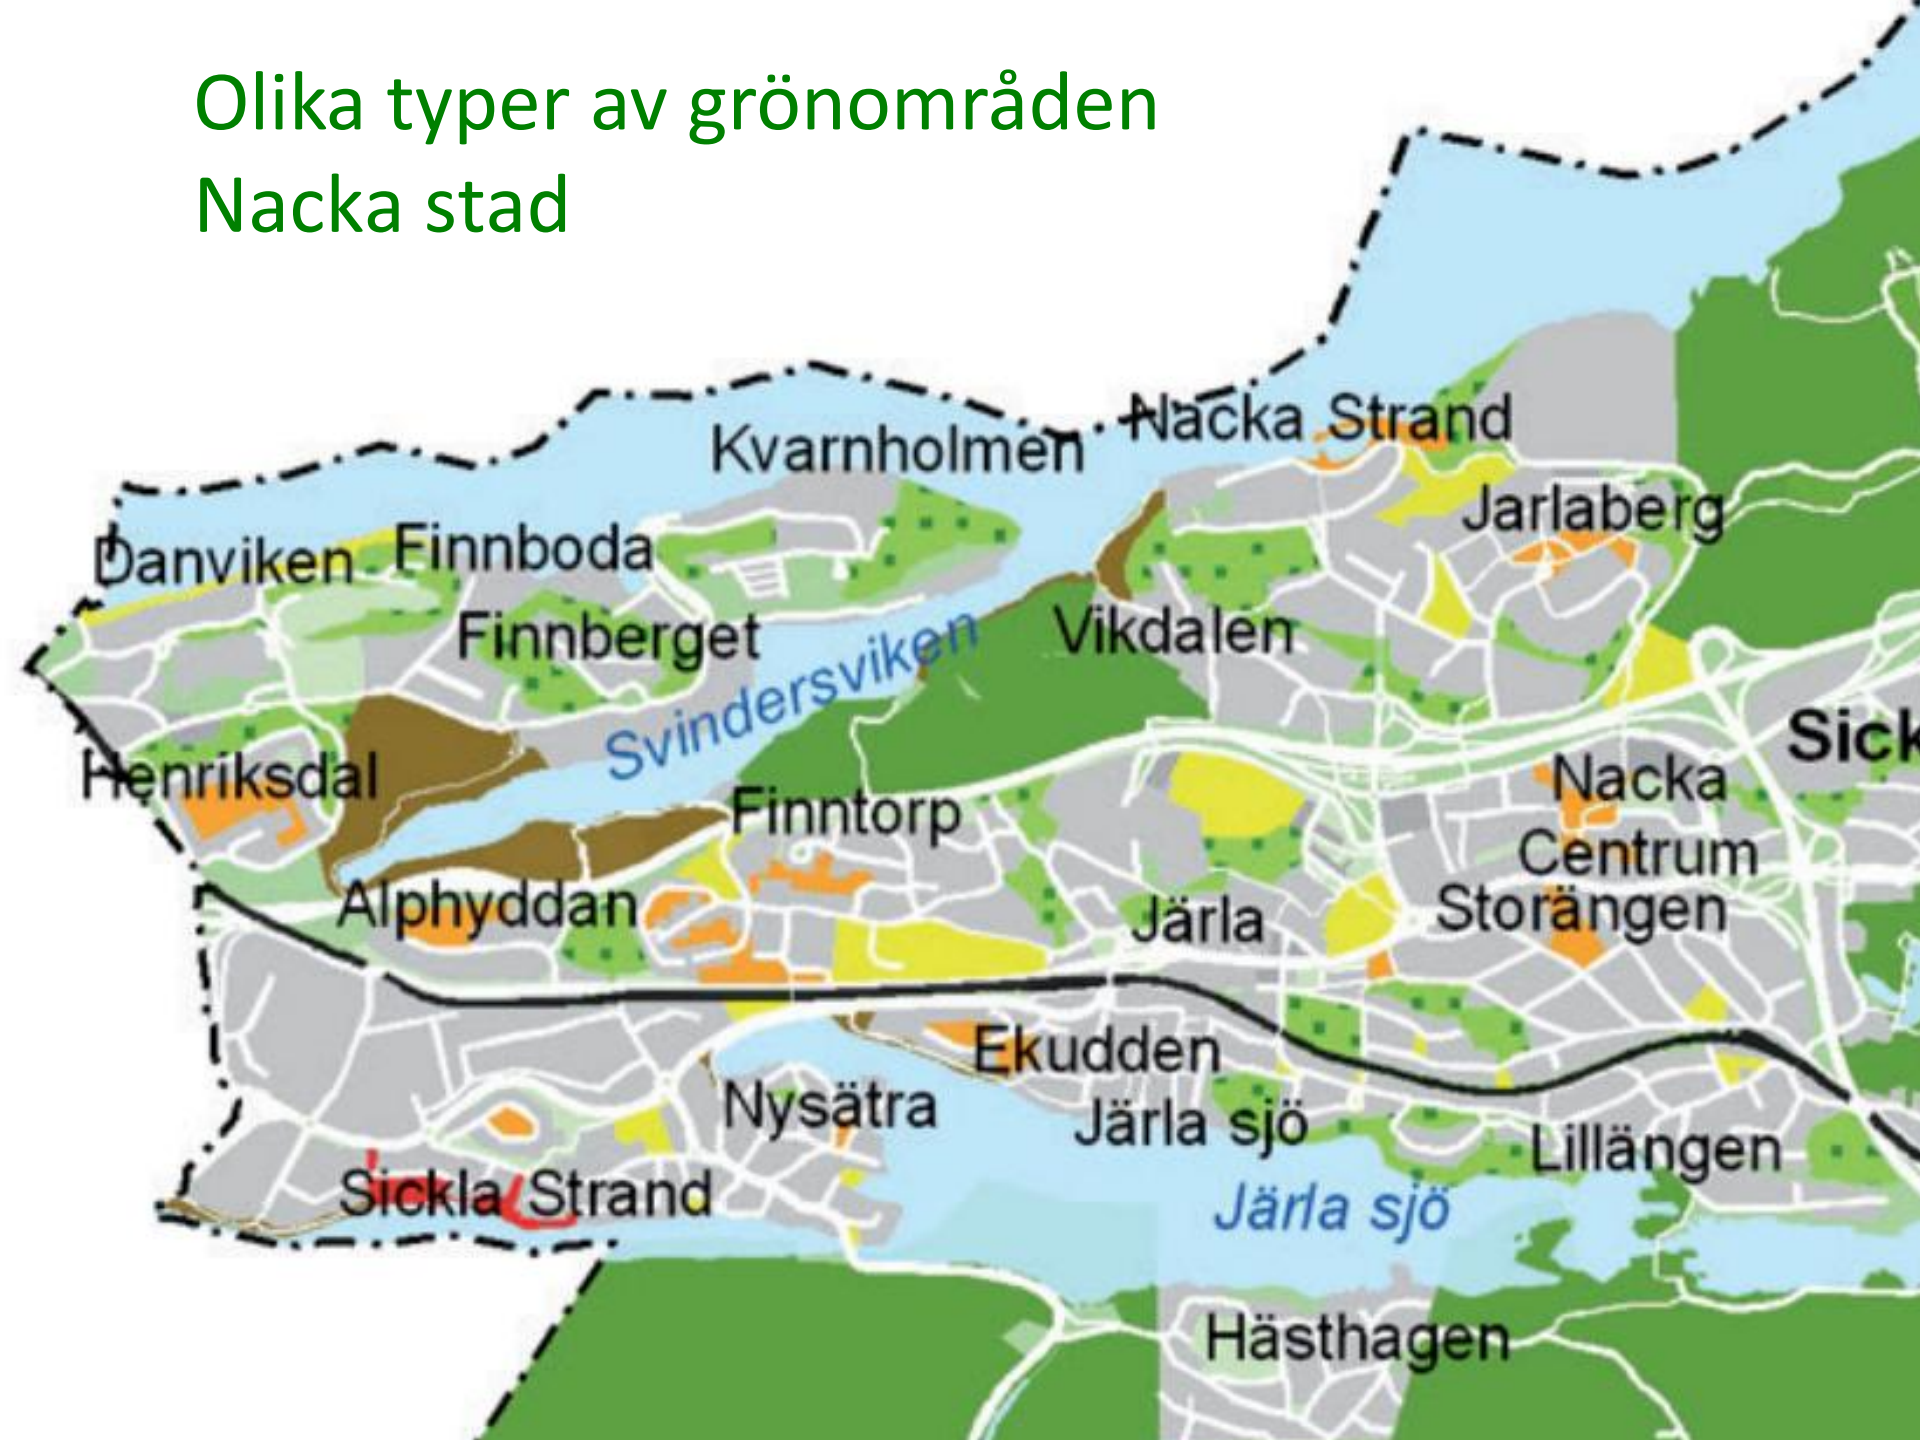 Olika typer av grönområden
Nacka stad
Nacka Strand
Kvarnholmen
Jarlaberg
Danviken
Finnboda
Finnberget
Vikdalen
Svindersviken
Sick
Henriksdal
Nacka
Centrum
Finntorp
Alphyddan
Järla
Storängen
Ekudden
Nysätra
Järla sjö
Lillängen
Sickla Strand
Järla sjö
Hästhagen